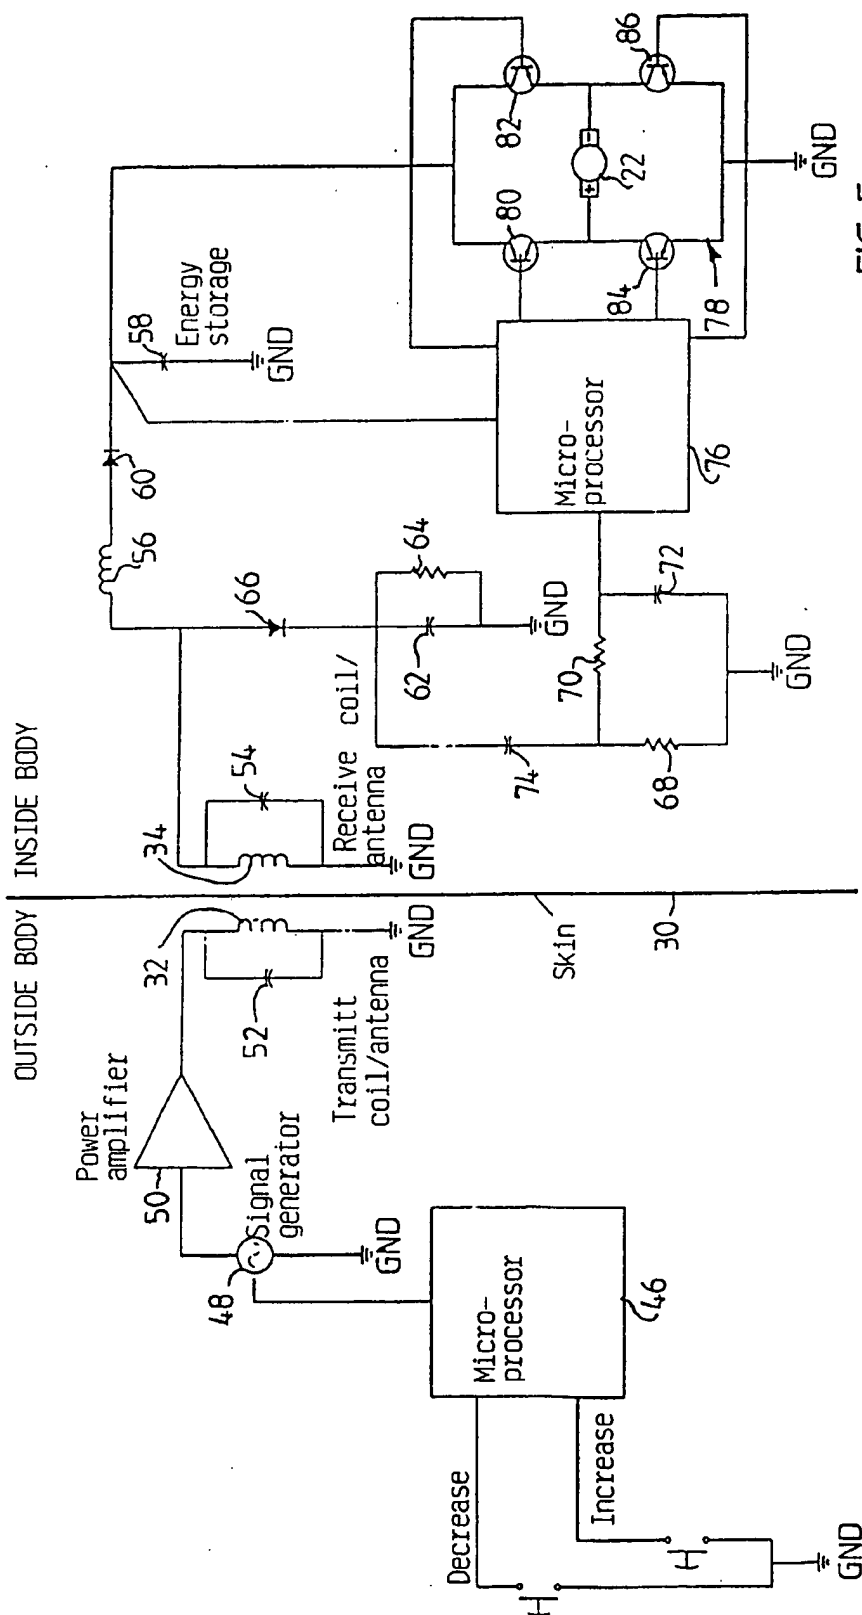 OUTSIDE BODY
INSIDE BODY
Power
amplifier
50
32
34
54
52
Signal
generator
48
GND
Transmitt
coil/antenna
GND
Receive coil/
antenna
GND
Skin
30
Micro-
processor
46
Decrease
Increase
GND
56
60
58
Energy
storage
GND
66
64
62
GND
74
70
72
68
GND
Micro-
processor
76
80
82
84
86
22
78
GND